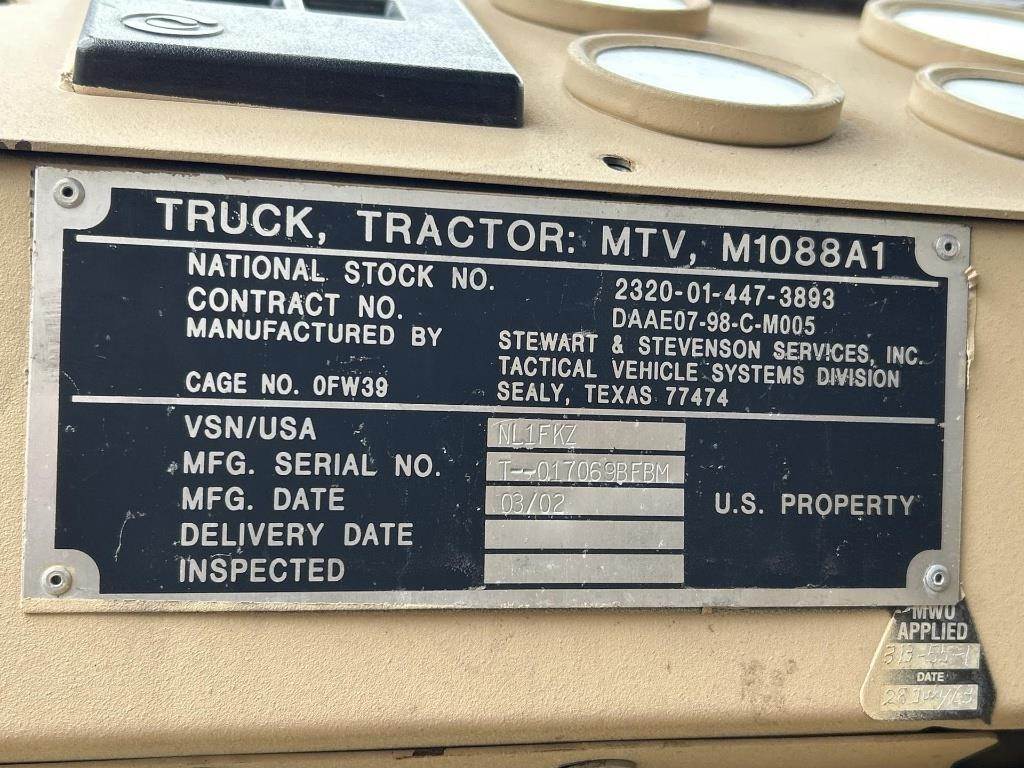 TRUCK, TRACTOR: MTV, M1088A1
NATIONAL STOCK NO. 2320-01-447-3893
CONTRACT NO. DAAE07-98-C-M005
MANUFACTURED BY STEWART & STEVENSON SERVICES, INC.
TACTICAL VEHICLE SYSTEMS DIVISION
CAGE NO. 0FW39 SEALY, TEXAS 77474
VSN/USA NL1FKZ
MFG. SERIAL NO. T--017069BFBM
MFG. DATE 03/02
U.S. PROPERTY
DELIVERY DATE
INSPECTED
MWO
APPLIED
DATE